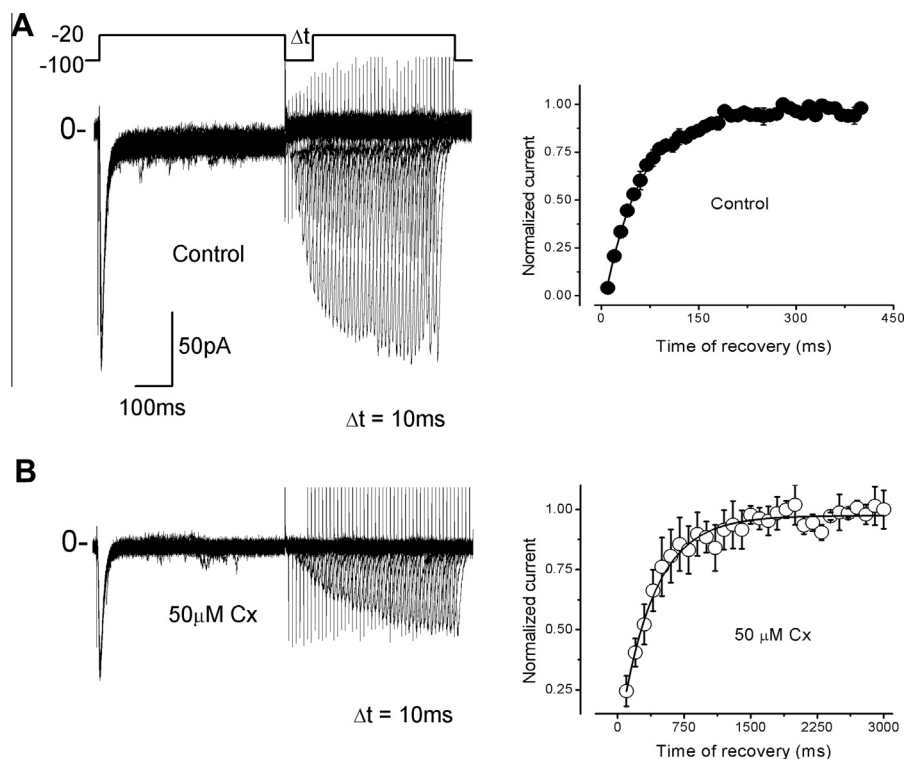 A
-20
Δt
-100
0-
Control
50pA
100ms
Δt = 10ms
Normalized current
1.00
0.75
0.50
0.25
0.00
Control
0
150
300
450
Time of recovery (ms)
B
0-
50μM Cx
Δt = 10ms
Normalized current
1.00
0.75
0.50
0.25
50 μM Cx
0
750
1500
2250
3000
Time of recovery (ms)